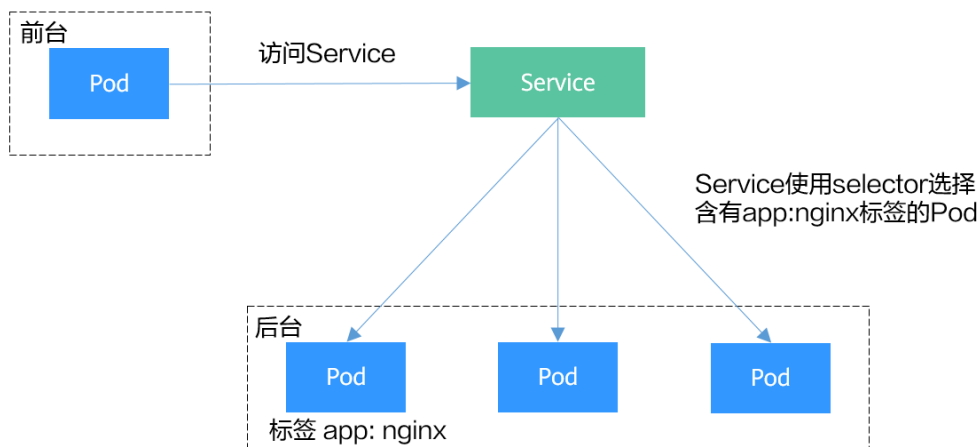 前台
Pod
访问Service
Service
Service使用selector选择
含有app:nginx标签的Pod
后台
Pod
Pod
Pod
标签 app: nginx